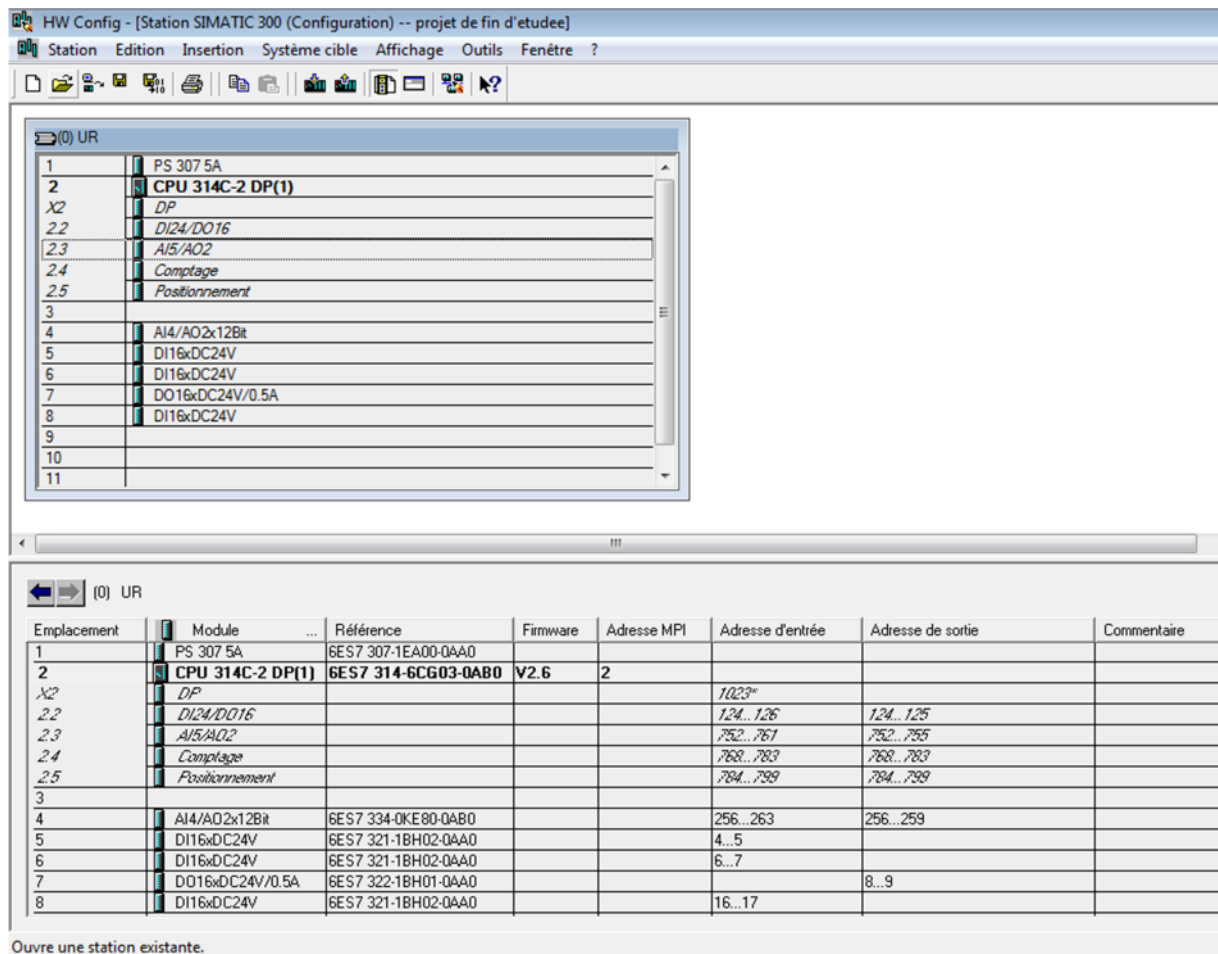 HW Config - [Station SIMATIC 300 (Configuration) -- projet de fin d'etudee]
Station Edition Insertion Système cible Affichage Outils Fenêtre ?
(0) UR
1 PS 307 5A
2 CPU 314C-2 DP(1)
X2 DP
2.2 DI24/DO16
2.3 AI5/AO2
2.4 Comptage
2.5 Positionnement
3
4 AI4/AO2x12Bit
5 DI16xDC24V
6 DI16xDC24V
7 DO16xDC24V/0.5A
8 DI16xDC24V
9
10
11
(0) UR
Emplacement Module ... Référence Firmware Adresse MPI Adresse d'entrée Adresse de sortie Commentaire
1 PS 307 5A 6ES7 307-1EA00-0AA0
2 CPU 314C-2 DP(1) 6ES7 314-6CG03-0AB0 V2.6 2
X2 DP 1023*
2.2 DI24/DO16 124...126 124...125
2.3 AI5/AO2 752...761 752...755
2.4 Comptage 768...783 768...783
2.5 Positionnement 784...799 784...799
3
4 AI4/AO2x12Bit 6ES7 334-0KE80-0AB0 256...263 256...259
5 DI16xDC24V 6ES7 321-1BH02-0AA0 4...5
6 DI16xDC24V 6ES7 321-1BH02-0AA0 6...7
7 DO16xDC24V/0.5A 6ES7 322-1BH01-0AA0 8...9
8 DI16xDC24V 6ES7 321-1BH02-0AA0 16...17
Ouvre une station existante.